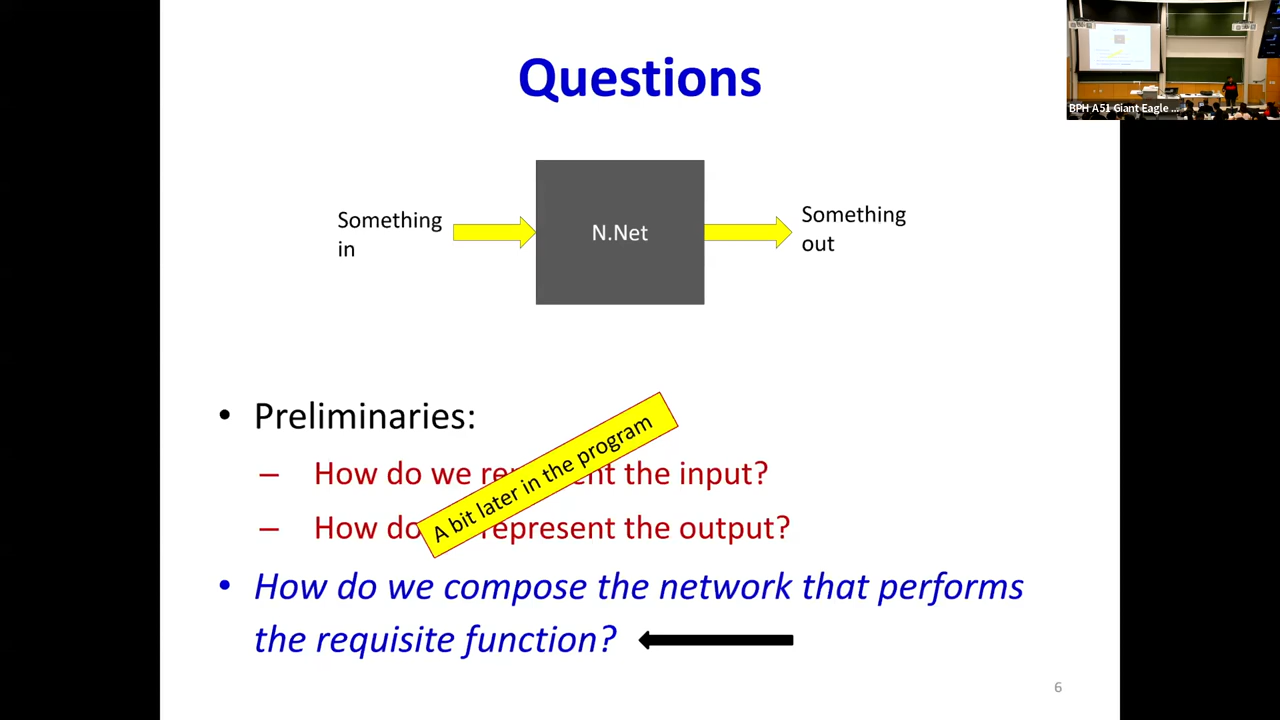 Questions
BPH A51 Giant Eagle ...
Something
in
N.Net
Something
out
• Preliminaries:
– How do we represent the input?
– How do represent the output?
A bit later in the program
• How do we compose the network that performs
the requisite function?
6